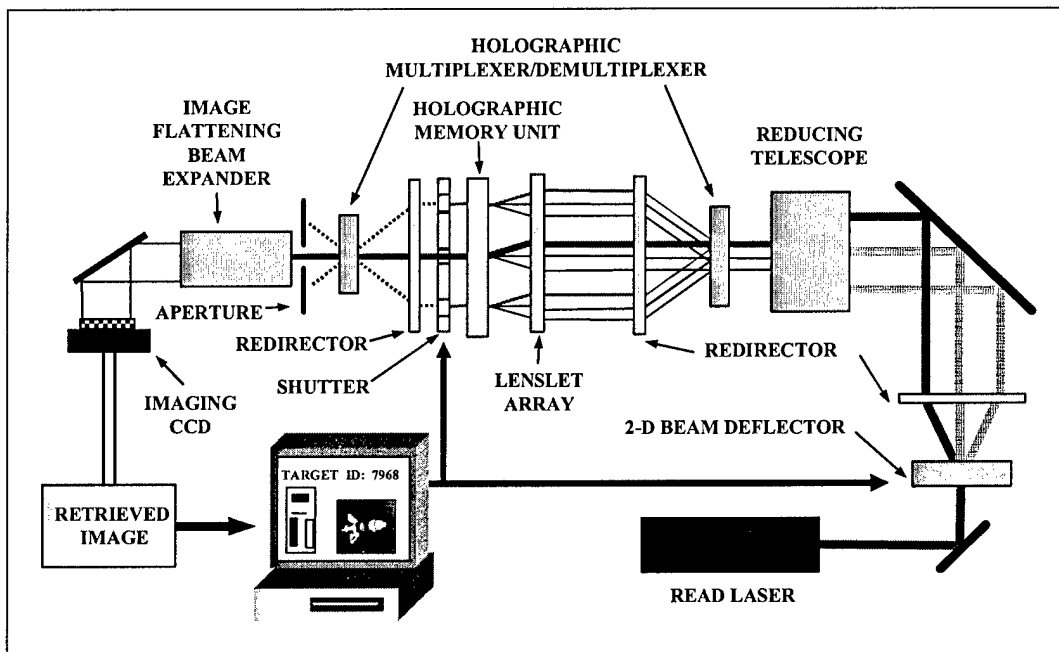 HOLOGRAPHIC
MULTIPLEXER/DEMULTIPLEXER
IMAGE
FLATTENING
BEAM
EXPANDER
HOLOGRAPHIC
MEMORY UNIT
REDUCING
TELESCOPE
APERTURE
REDIRECTOR
SHUTTER
LENSLET
ARRAY
REDIRECTOR
IMAGING
CCD
2-D BEAM DEFLECTOR
TARGET ID: 7968
RETRIEVED
IMAGE
READ LASER